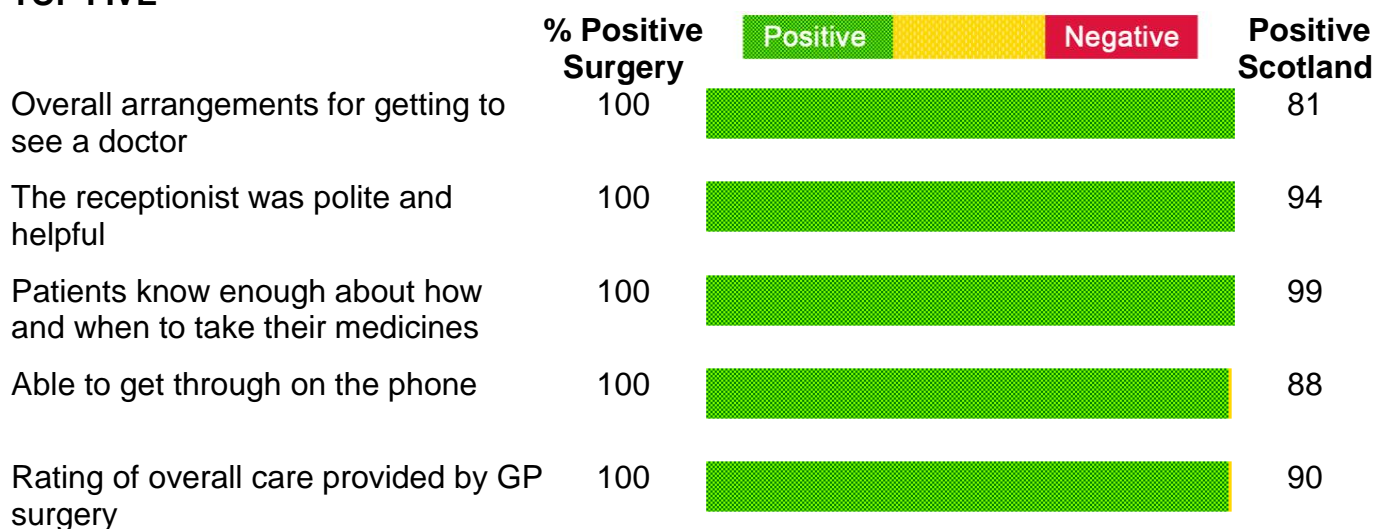 TOP FIVE
% Positive Surgery
Positive
Negative
Positive Scotland
Overall arrangements for getting to see a doctor
100
81
The receptionist was polite and helpful
100
94
Patients know enough about how and when to take their medicines
100
99
Able to get through on the phone
100
88
Rating of overall care provided by GP surgery
100
90